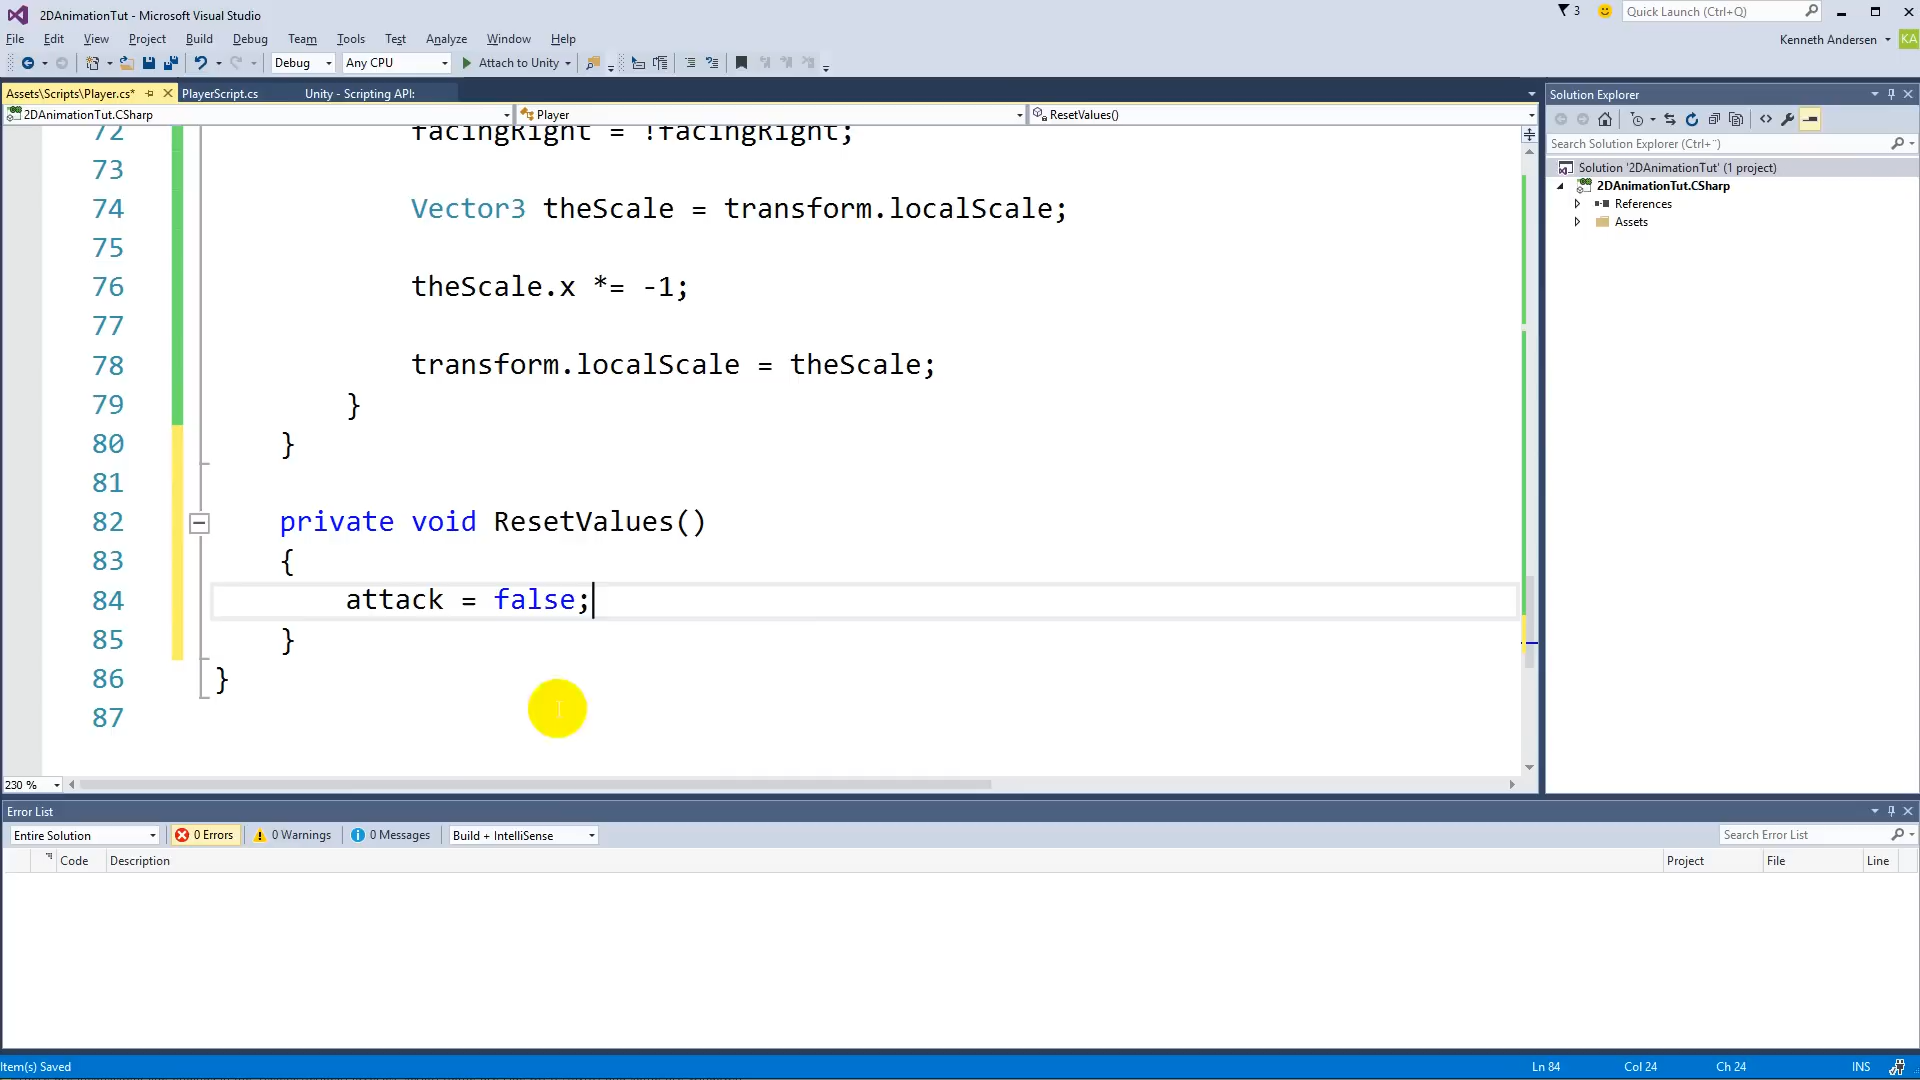 2DAnimationTut - Microsoft Visual Studio
3
Quick Launch (Ctrl+Q)
File Edit View Project Build Debug Team Tools Test Analyze Window Help
Kenneth Andersen KA
Debug Any CPU Attach to Unity
Assets\Scripts\Player.cs* PlayerScript.cs Unity - Scripting API:
Solution Explorer
2DAnimationTut.CSharp Player ResetValues()
72 facingRight = !facingRight;
73
74 Vector3 theScale = transform.localScale;
75
76 theScale.x *= -1;
77
78 transform.localScale = theScale;
79 }
80 }
81
82 private void ResetValues()
83 {
84 attack = false;
85 }
86 }
87
Search Solution Explorer (Ctrl+¨)
Solution '2DAnimationTut' (1 project)
2DAnimationTut.CSharp
References
Assets
230 %
Error List
Entire Solution 0 Errors 0 Warnings 0 Messages Build + IntelliSense
Search Error List
Code Description Project File Line
Item(s) Saved Ln 84 Col 24 Ch 24 INS